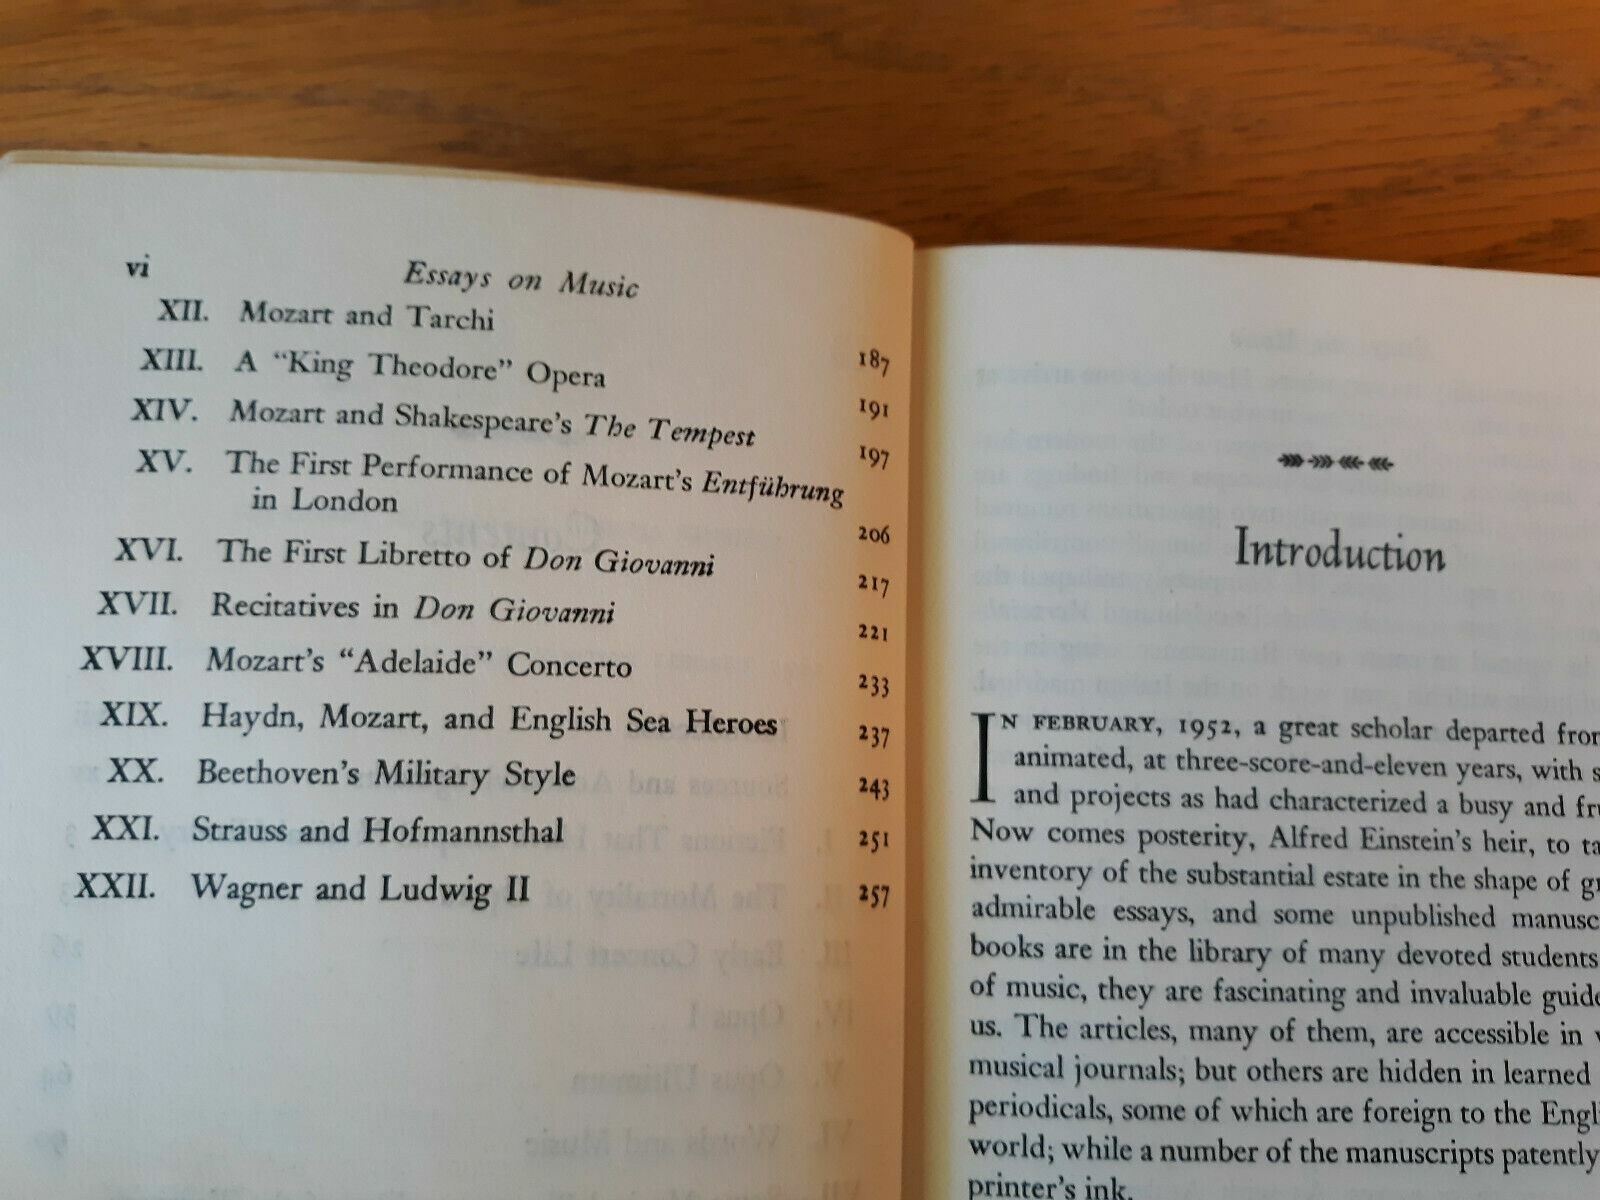 vi Essays on Music
XII. Mozart and Tarchi 187
XIII. A “King Theodore” Opera 191
XIV. Mozart and Shakespeare’s The Tempest 197
XV. The First Performance of Mozart’s Entführung
in London 206
XVI. The First Libretto of Don Giovanni 217
XVII. Recitatives in Don Giovanni 221
XVIII. Mozart’s “Adelaide” Concerto 233
XIX. Haydn, Mozart, and English Sea Heroes 237
XX. Beethoven’s Military Style 243
XXI. Strauss and Hofmannsthal 251
XXII. Wagner and Ludwig II 257
Introduction
IN FEBRUARY, 1952, a great scholar departed
animated, at three-score-and-eleven years, with
and projects as had characterized a busy and
Now comes posterity, Alfred Einstein’s heir, to
inventory of the substantial estate in the shape of
admirable essays, and some unpublished
books are in the library of many devoted students
of music, they are fascinating and invaluable
us. The articles, many of them, are accessible in
musical journals; but others are hidden in learned
periodicals, some of which are foreign to the
world; while a number of the manuscripts patently
printer’s ink.